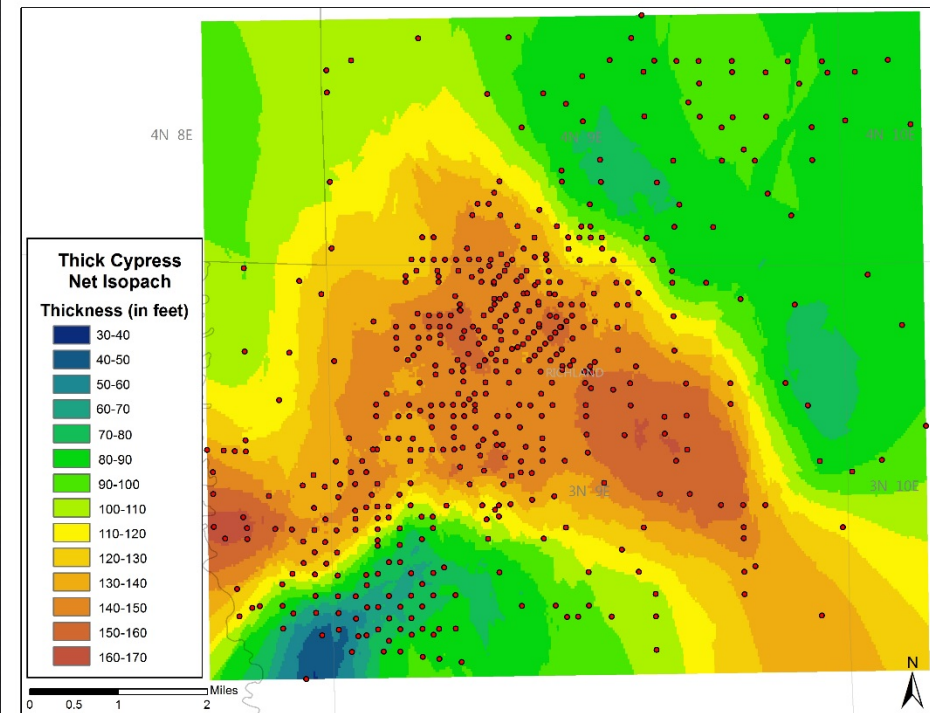 4N 8E
4N 10E
Thick Cypress
Net Isopach
Thickness (in feet)
30-40
40-50
50-60
60-70
70-80
80-90
90-100
100-110
110-120
120-130
130-140
140-150
150-160
160-170
RICHLAND
3N 9E
3N 10E
N
Miles
0 0.5 1 2